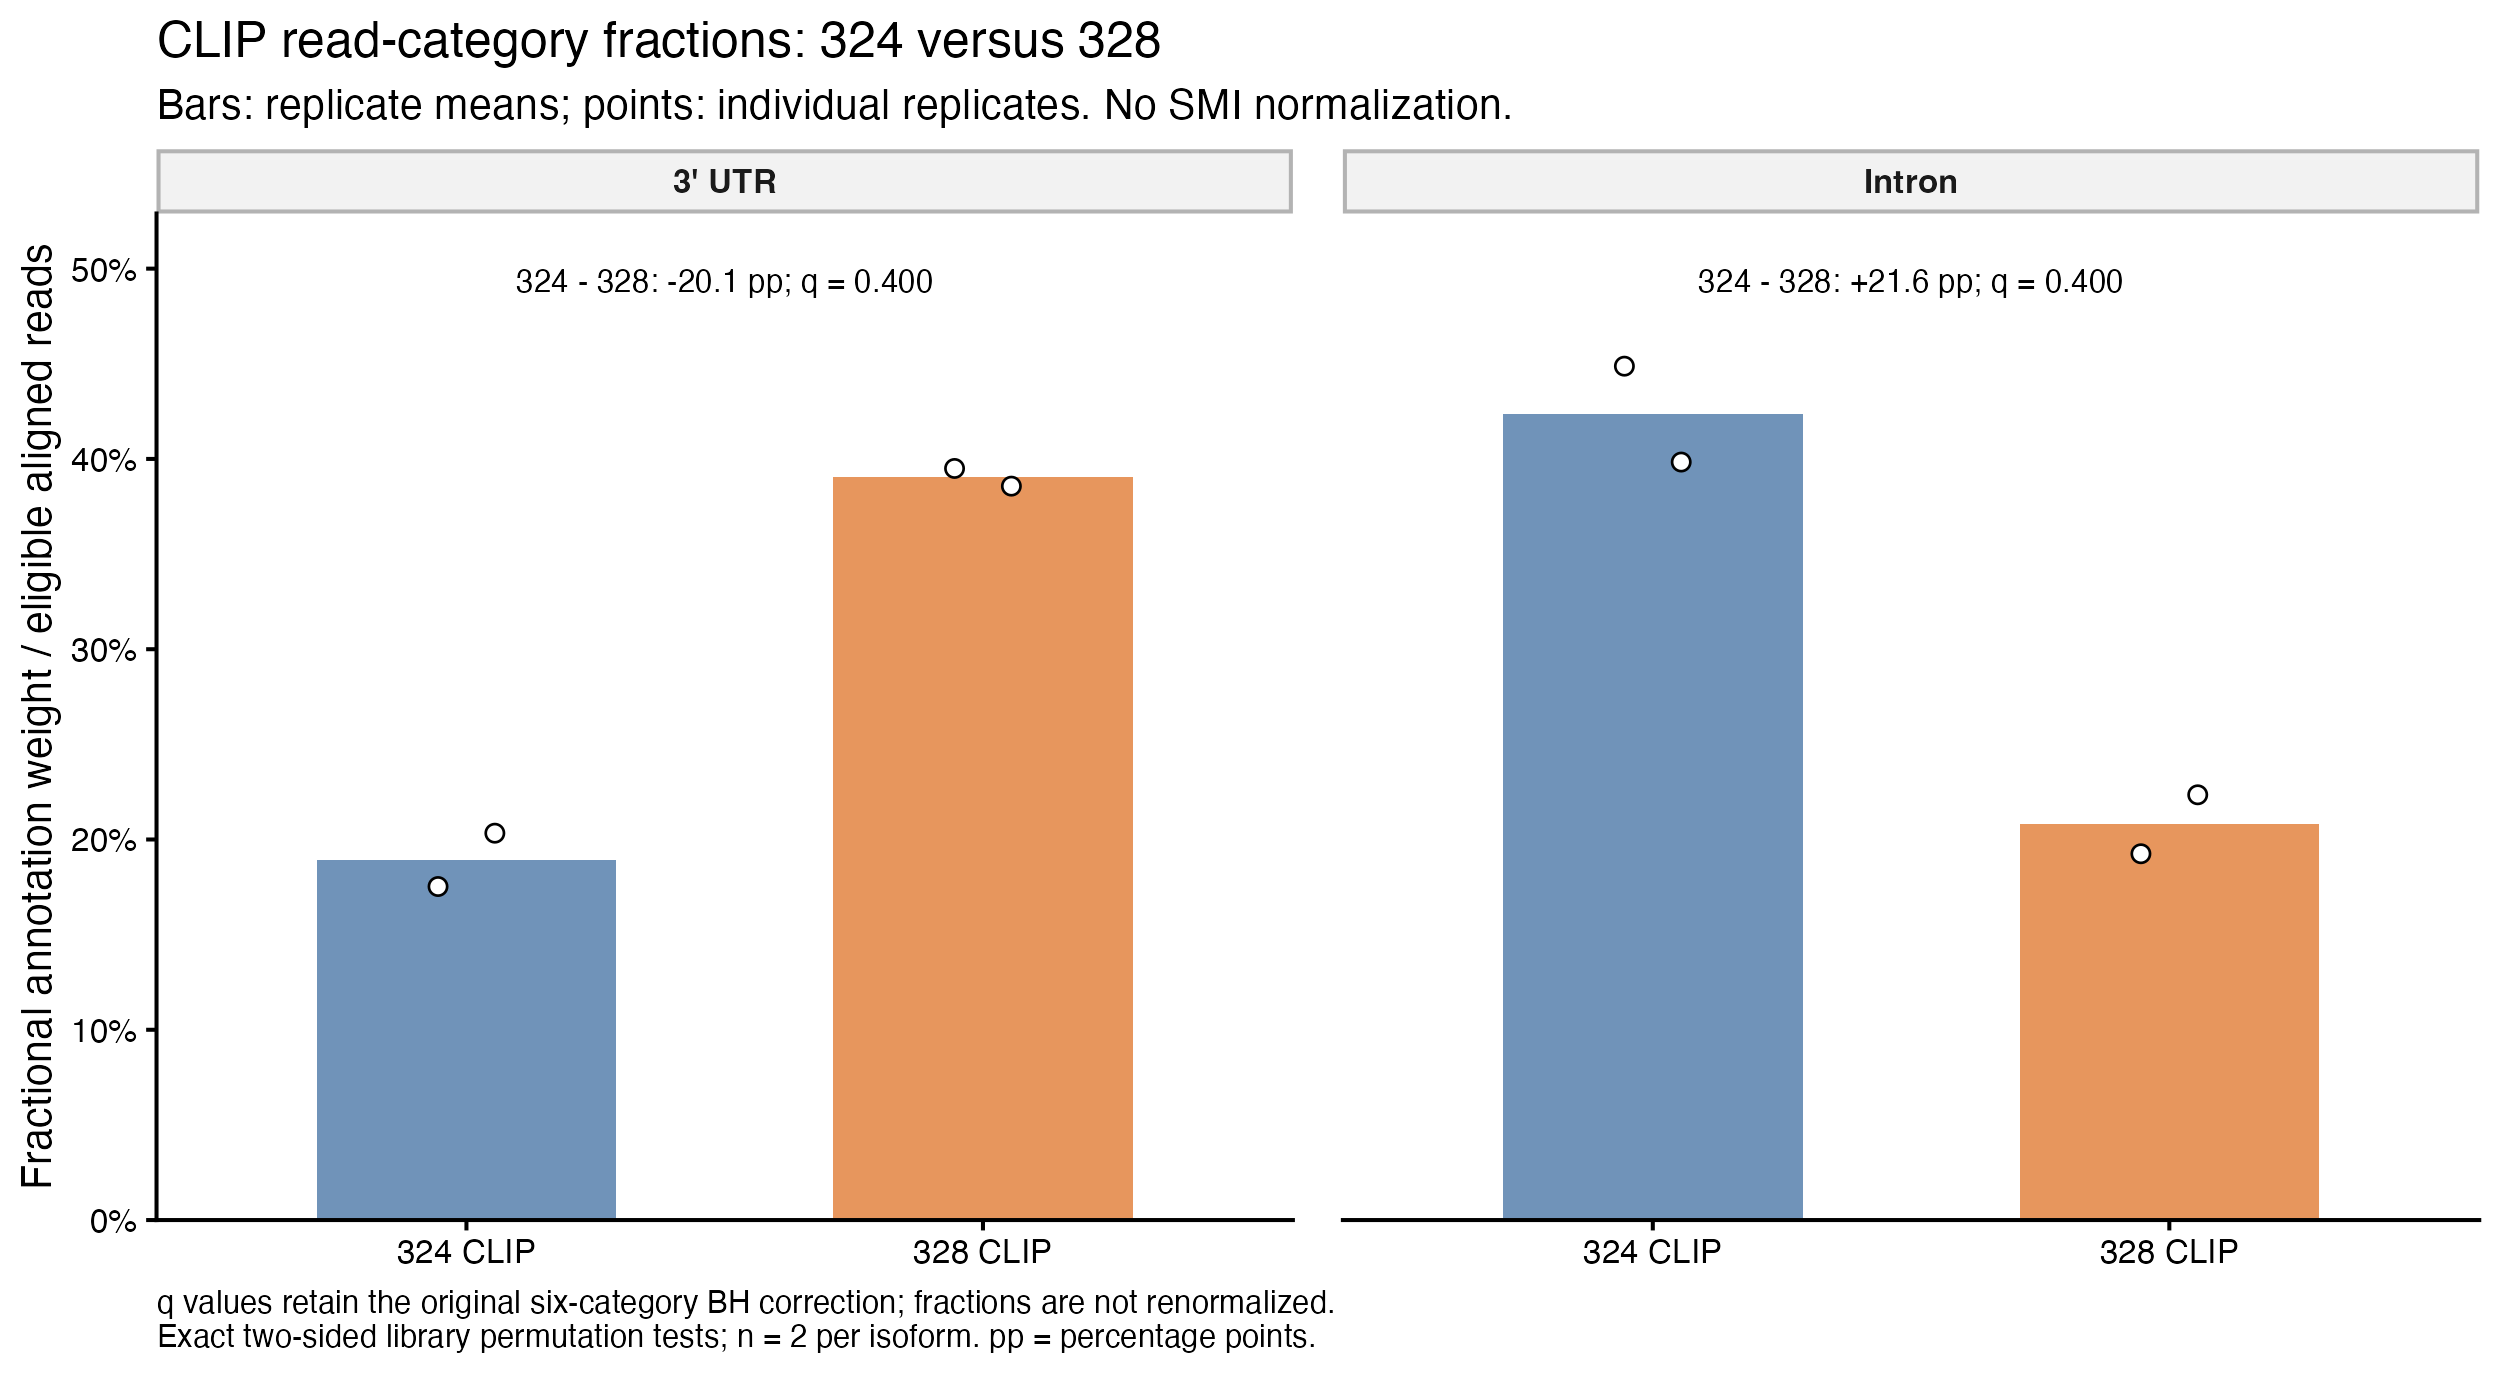 CLIP read-category fractions: 324 versus 328
Bars: replicate means; points: individual replicates. No SMI normalization.
3' UTR
Intron
Fractional annotation weight / eligible aligned reads
50%
40%
30%
20%
10%
0%
324 - 328: -20.1 pp; q = 0.400
324 - 328: +21.6 pp; q = 0.400
324 CLIP
328 CLIP
324 CLIP
328 CLIP
q values retain the original six-category BH correction; fractions are not renormalized.
Exact two-sided library permutation tests; n = 2 per isoform. pp = percentage points.